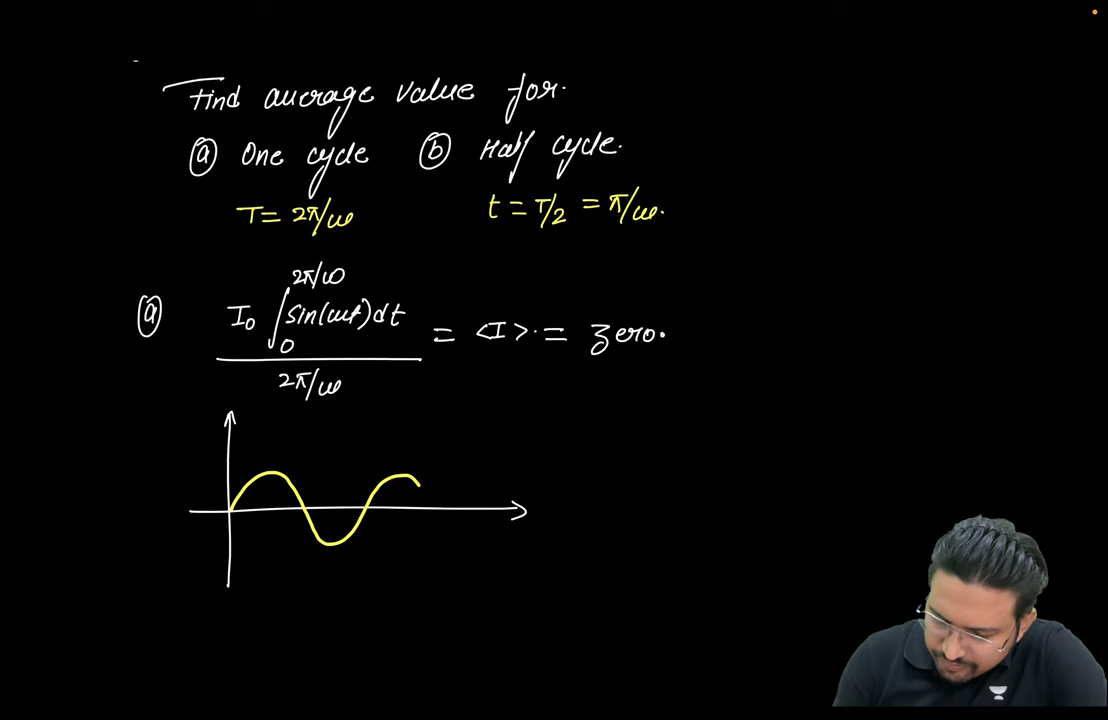 Find average value for.
ⓐ One cycle ⓑ Half cycle.
T = 2π/ω t = T/2 = π/ω.
ⓐ I₀ ∫₀^{2π/ω} sin(ωt)dt / 2π/ω = <I>. = zero.